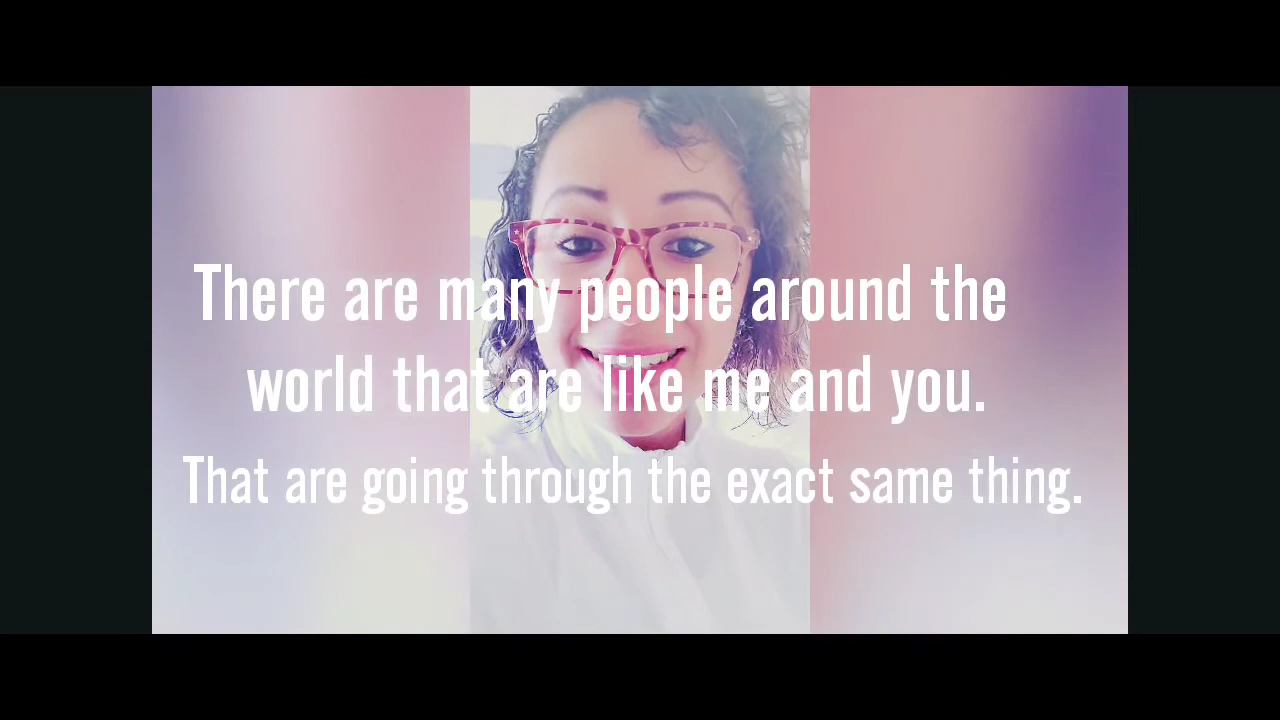 There are many people around the
world that are like me and you.
That are going through the exact same thing.